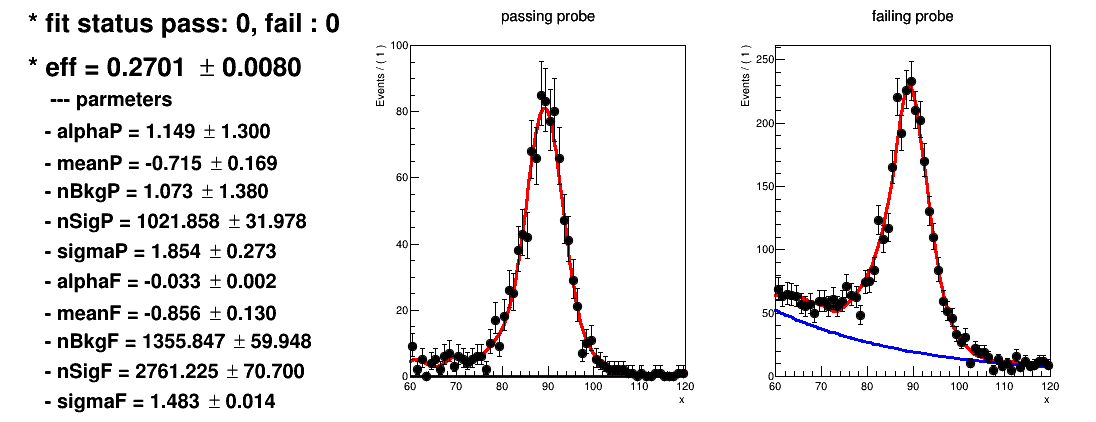 * fit status pass: 0, fail : 0
* eff = 0.2701 ± 0.0080
--- parmeters
- alphaP = 1.149 ± 1.300
- meanP = -0.715 ± 0.169
- nBkgP = 1.073 ± 1.380
- nSigP = 1021.858 ± 31.978
- sigmaP = 1.854 ± 0.273
- alphaF = -0.033 ± 0.002
- meanF = -0.856 ± 0.130
- nBkgF = 1355.847 ± 59.948
- nSigF = 2761.225 ± 70.700
- sigmaF = 1.483 ± 0.014
passing probe
Events / ( 1 )
100
80
60
40
20
0
60 70 80 90 100 110 120
x
failing probe
Events / ( 1 )
250
200
150
100
50
0
60 70 80 90 100 110 120
x